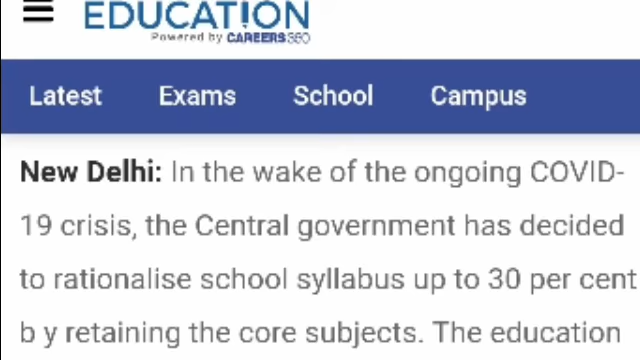 EDUCATION
Powered by CAREERS360
Latest Exams School Campus
New Delhi: In the wake of the ongoing COVID-
19 crisis, the Central government has decided
to rationalise school syllabus up to 30 per cent
b y retaining the core subjects. The education